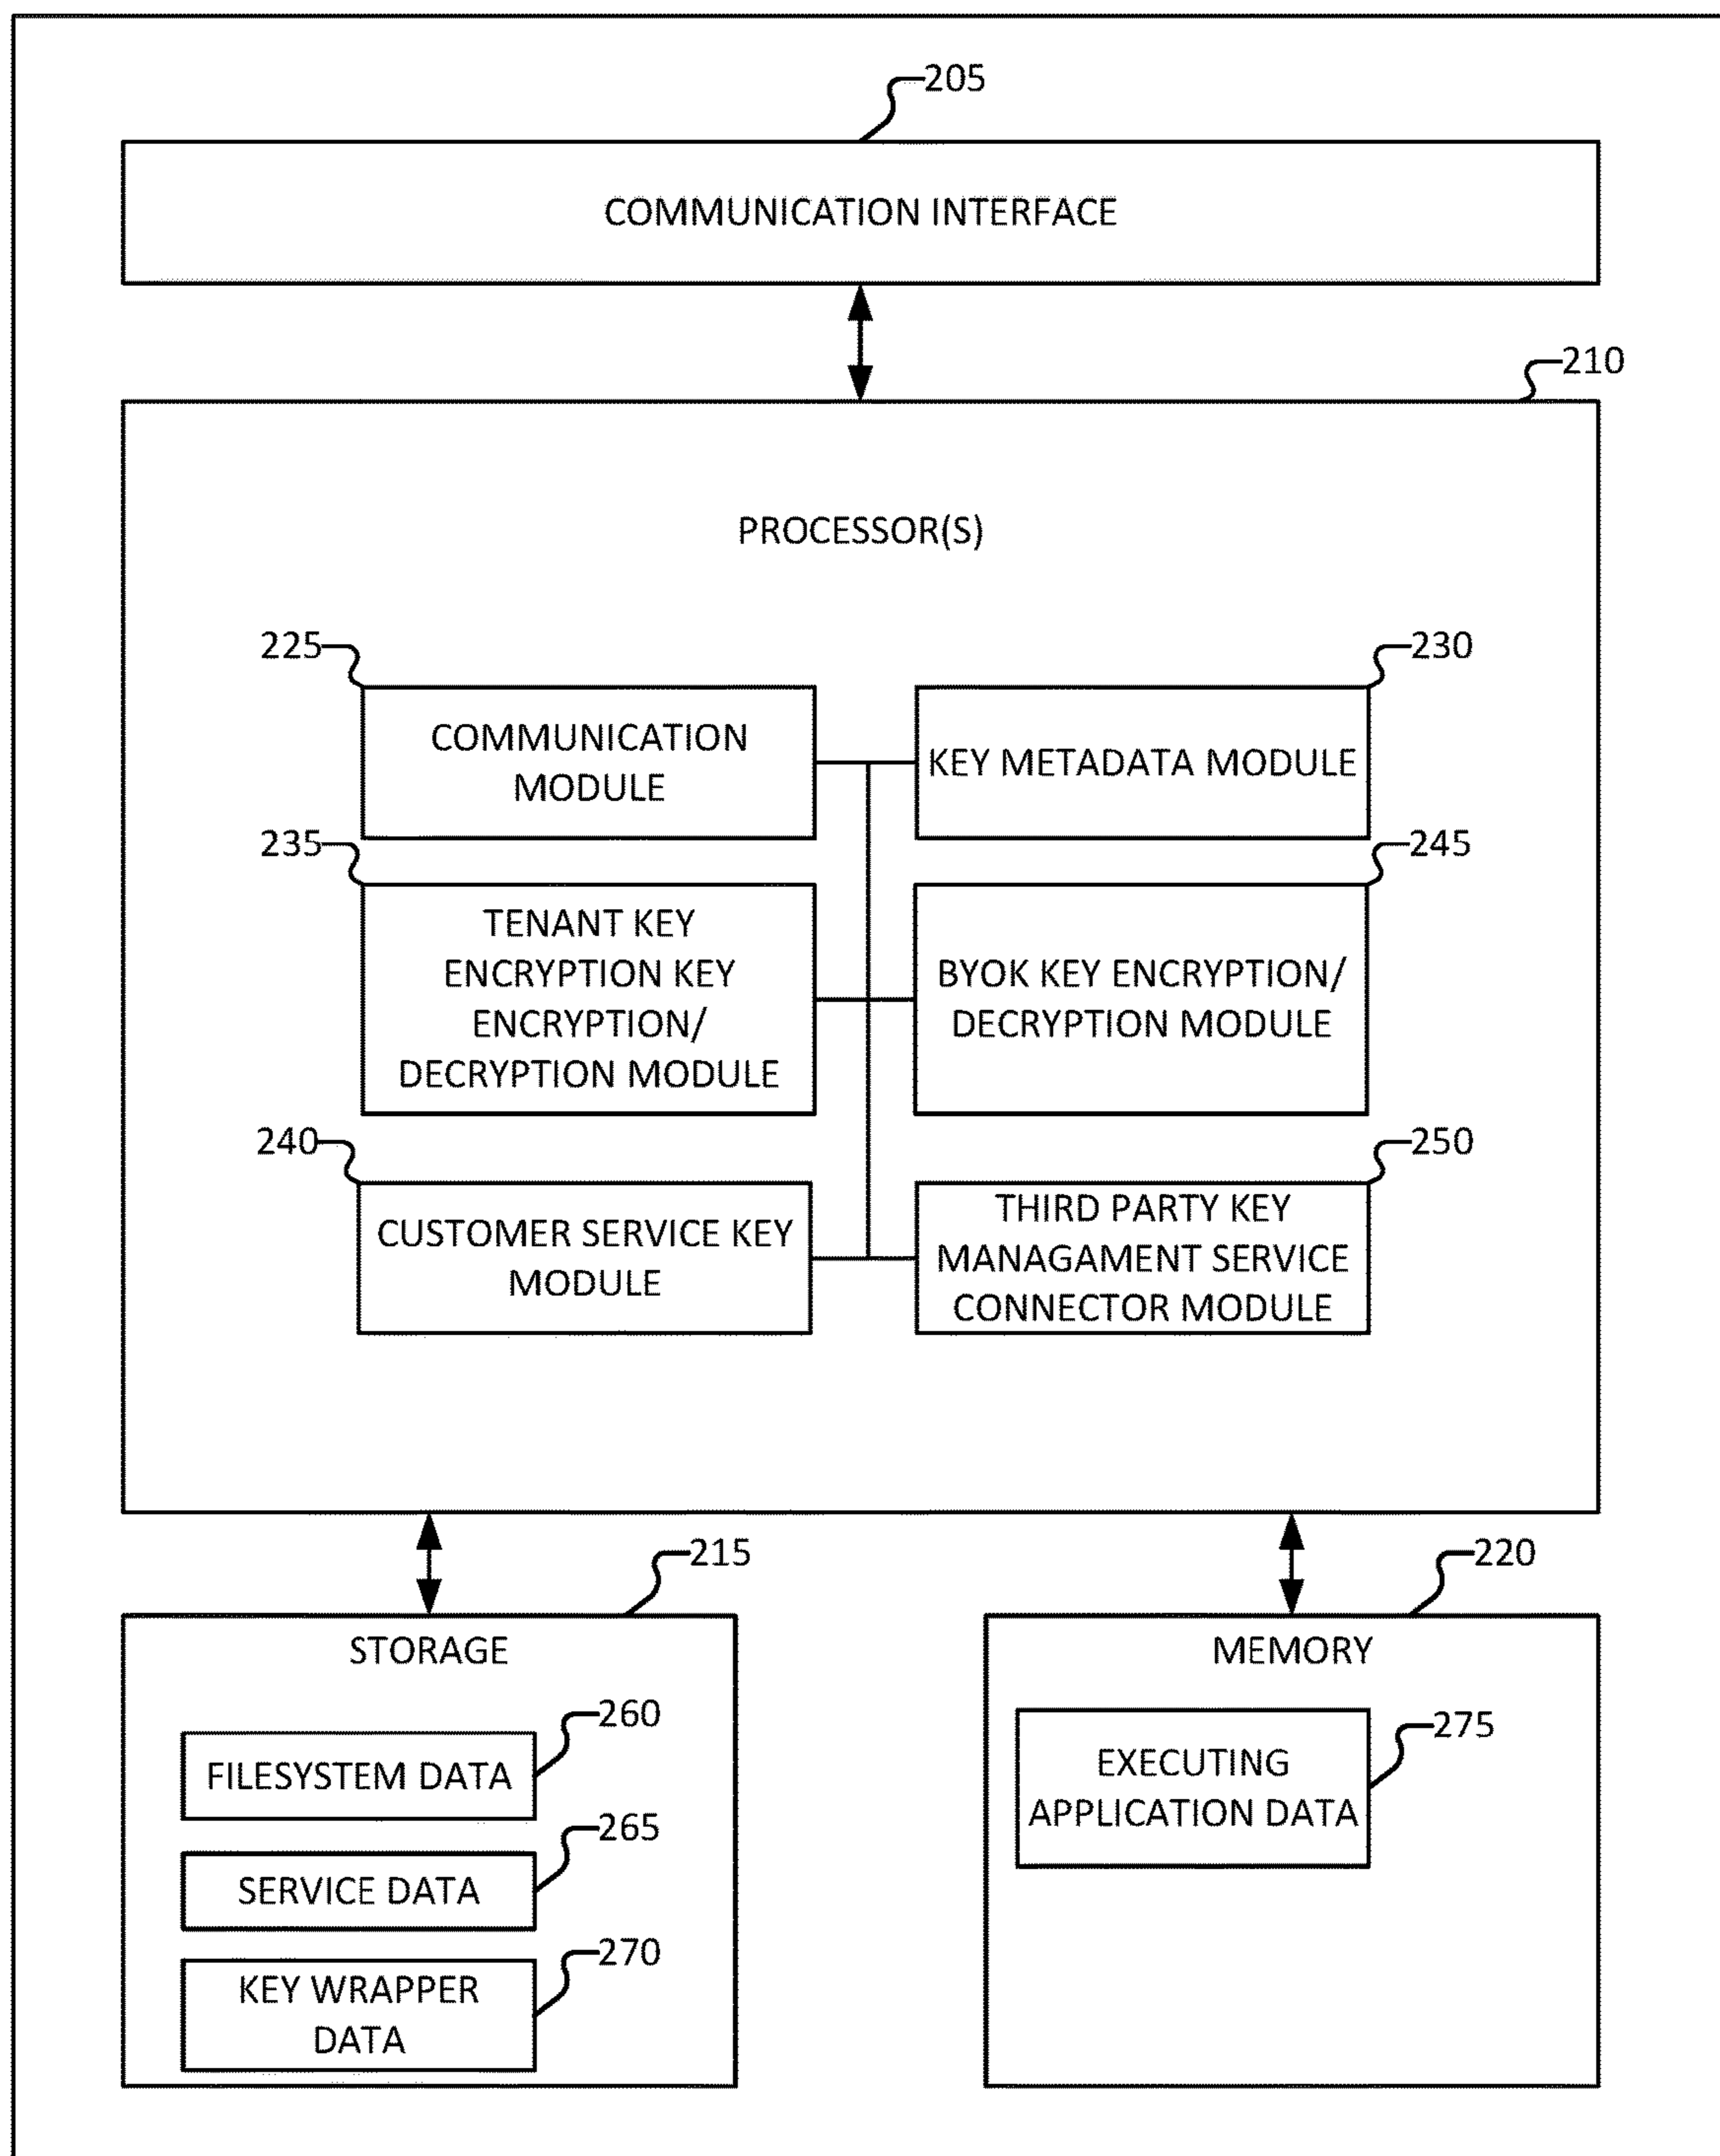 205
COMMUNICATION INTERFACE
210
PROCESSOR(S)
225
230
COMMUNICATION
MODULE
KEY METADATA MODULE
235
245
TENANT KEY
ENCRYPTION KEY
ENCRYPTION/
DECRYPTION MODULE
BYOK KEY ENCRYPTION/
DECRYPTION MODULE
240
250
CUSTOMER SERVICE KEY
MODULE
THIRD PARTY KEY
MANAGAMENT SERVICE
CONNECTOR MODULE
215
220
STORAGE
260
FILESYSTEM DATA
265
SERVICE DATA
270
KEY WRAPPER
DATA
MEMORY
275
EXECUTING
APPLICATION DATA